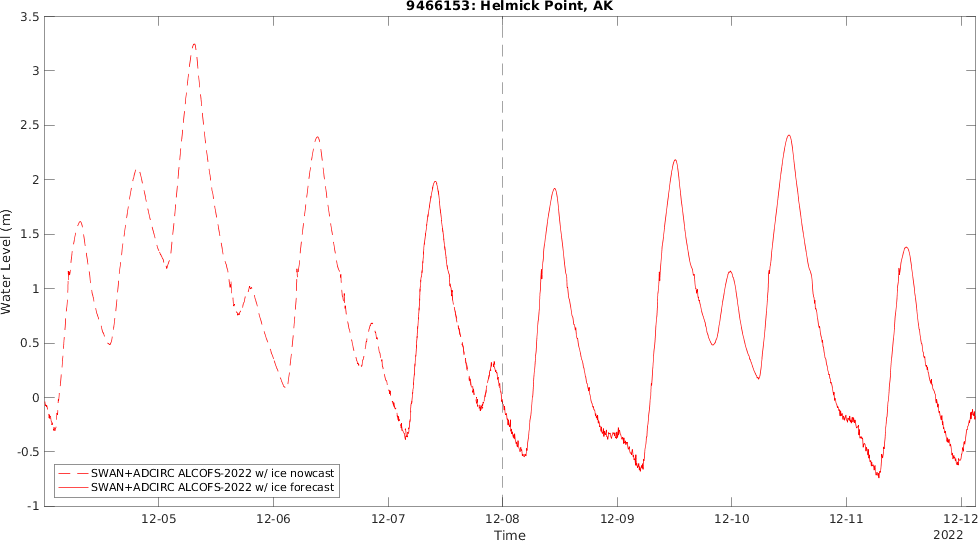 9466153: Helmick Point, AK
3.5
3
2.5
2
1.5
1
0.5
0
-0.5
-1
Water Level (m)
SWAN+ADCIRC ALCOFS-2022 w/ ice nowcast
SWAN+ADCIRC ALCOFS-2022 w/ ice forecast
12-05 12-06 12-07 12-08 12-09 12-10 12-11 12-12
Time
2022